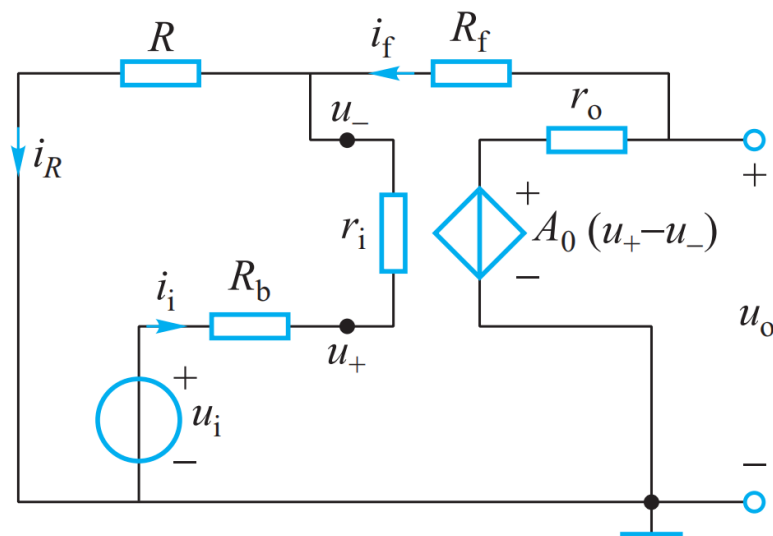 R
i_f
R_f
u_−
r_o
+
i_R
r_i
+
A_0 (u_+−u_−)
−
i_i
R_b
u_+
u_o
+
u_i
−
−